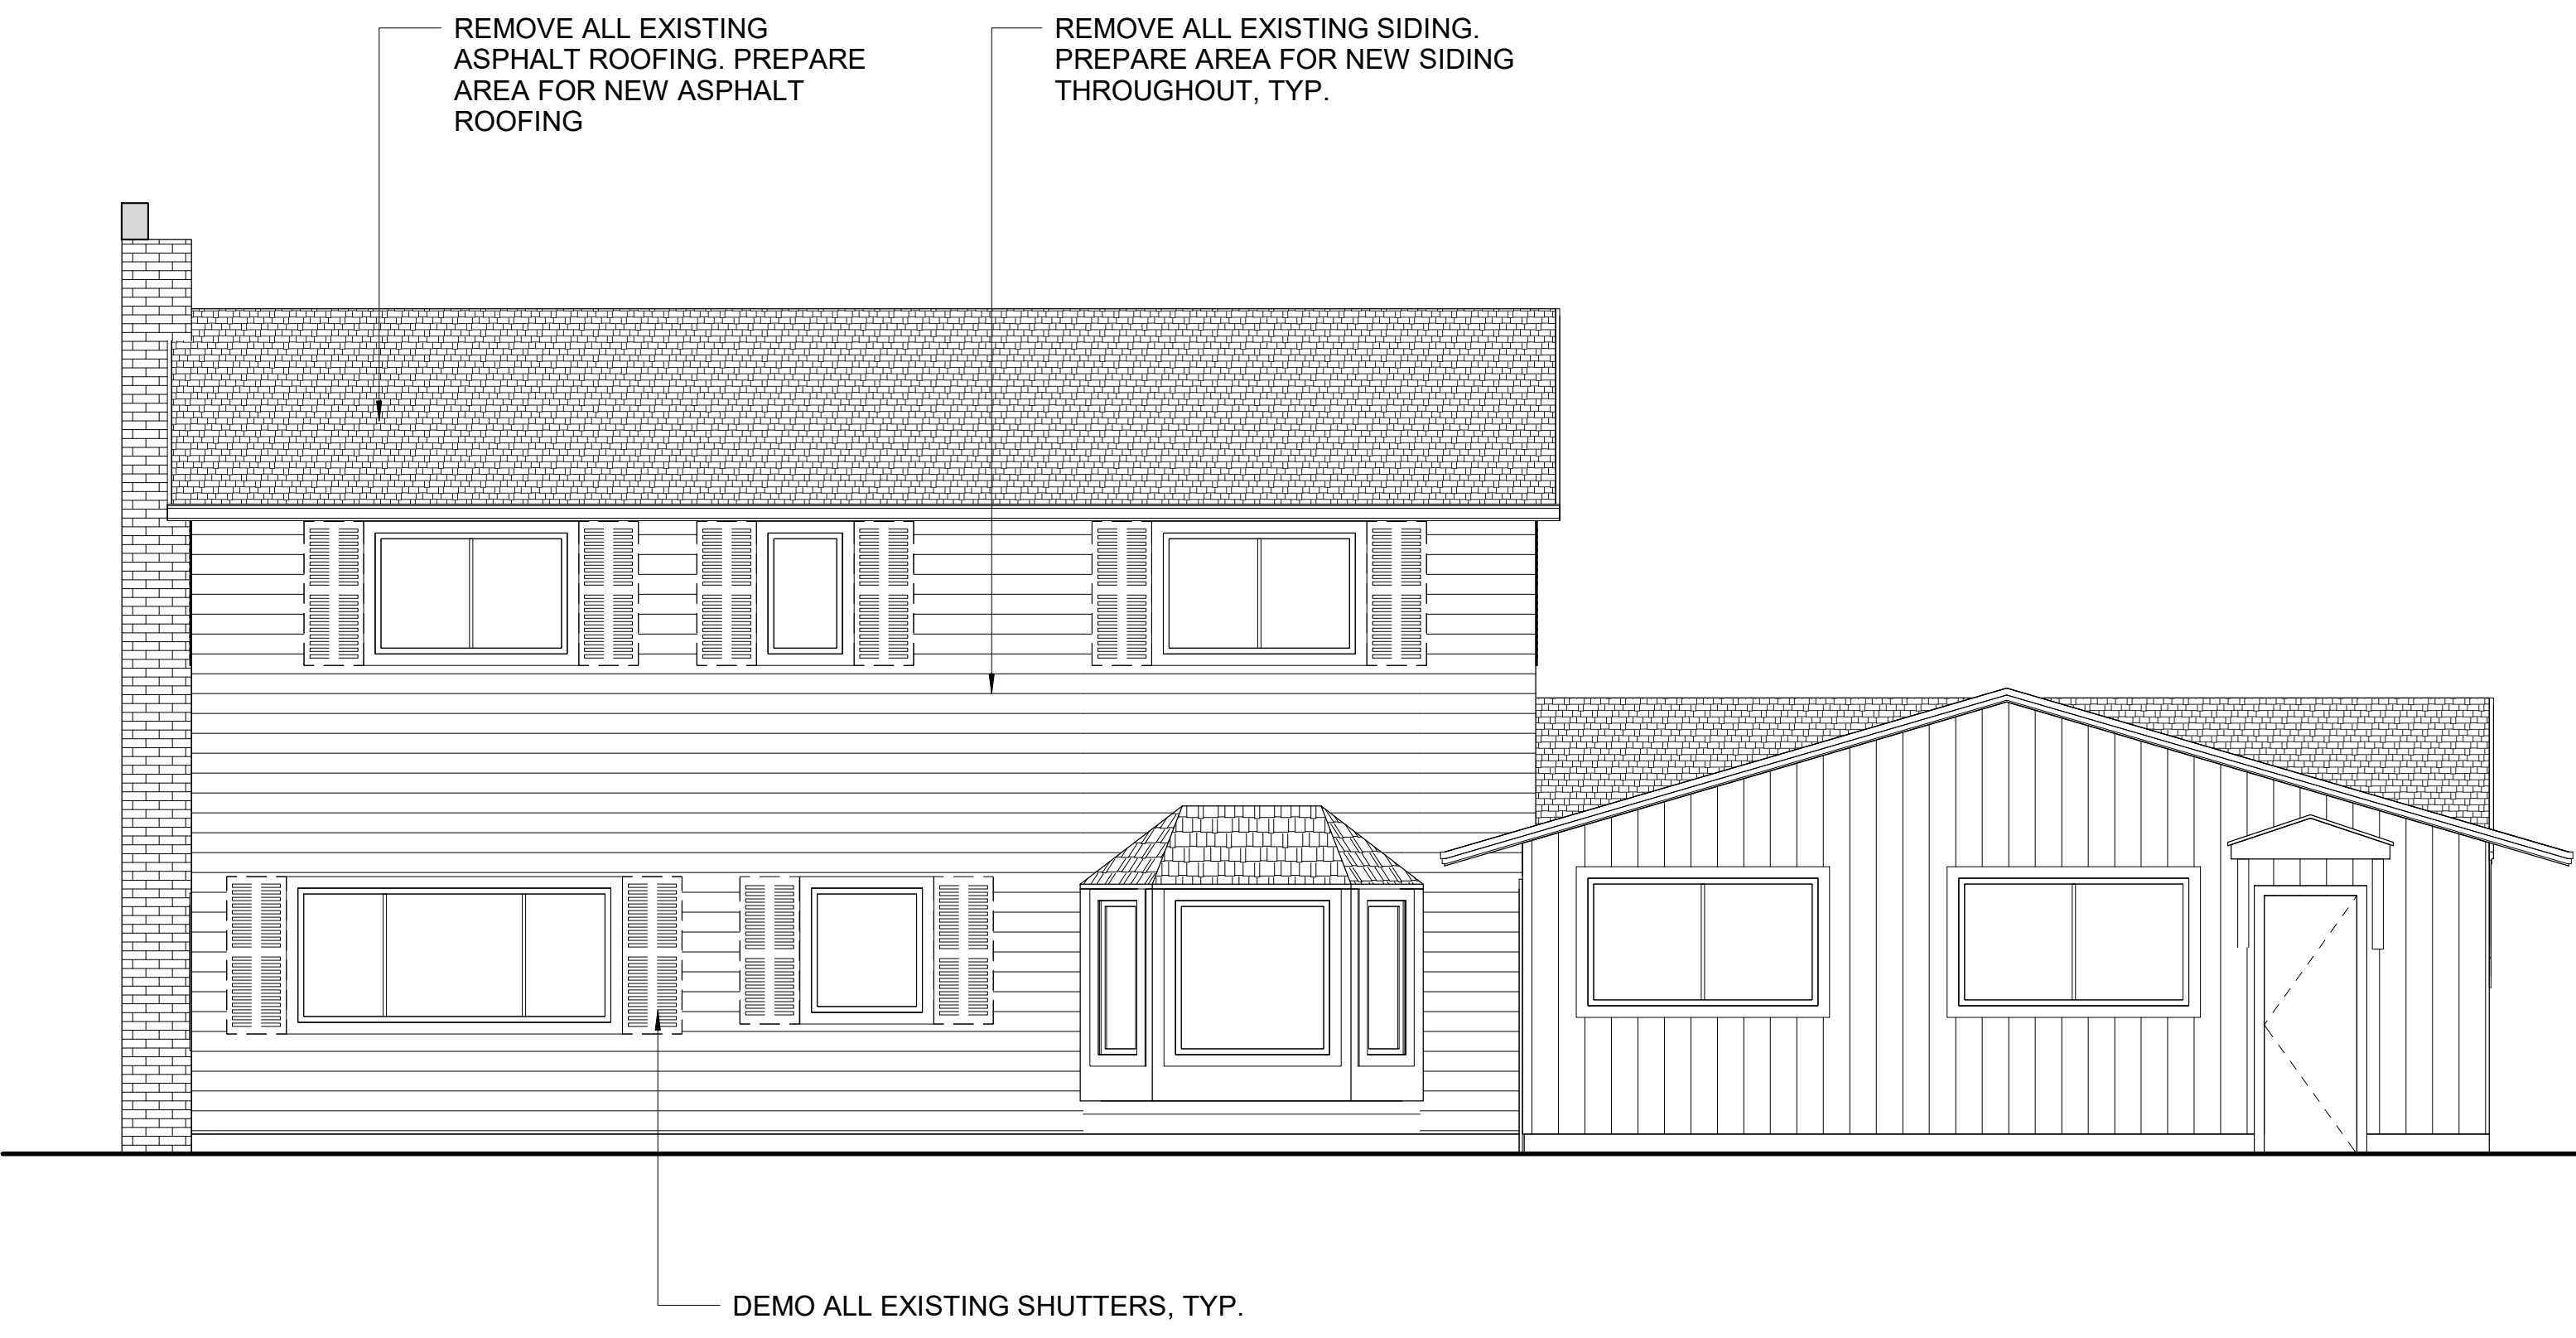 REMOVE ALL EXISTING
ASPHALT ROOFING. PREPARE
AREA FOR NEW ASPHALT
ROOFING
REMOVE ALL EXISTING SIDING.
PREPARE AREA FOR NEW SIDING
THROUGHOUT, TYP.
DEMO ALL EXISTING SHUTTERS, TYP.